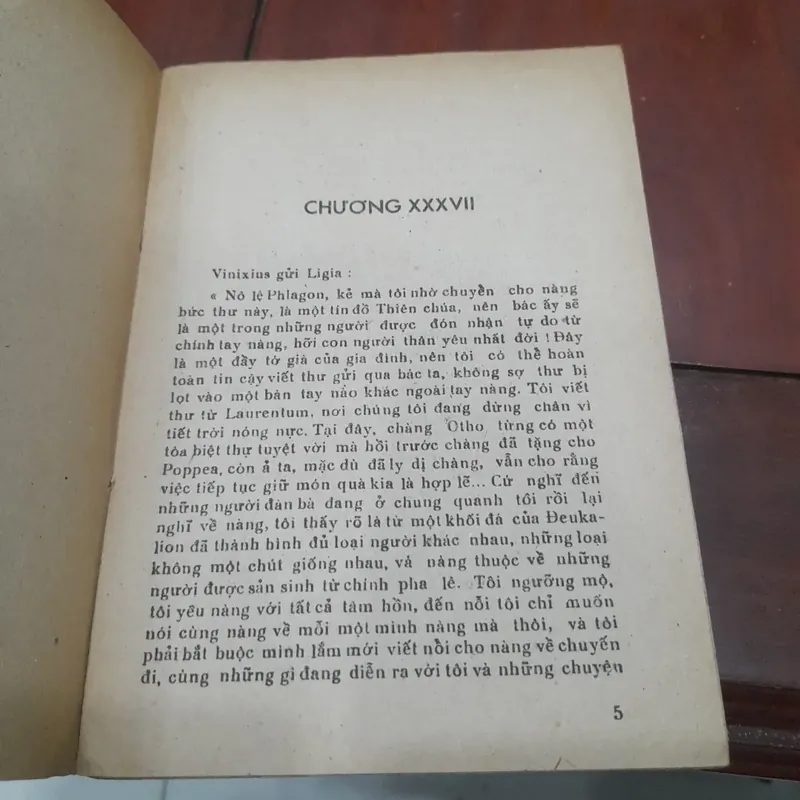 CHƯƠNG XXXVII
Vinixius gửi Ligia :
« Nô lệ Phlagon, kẻ mà tôi nhờ chuyển cho nàng
bức thư này, là một tín đồ Thiên chúa, nên bác ấy sẽ
là một trong những người được đón nhận tự do từ
chính tay nàng, hỡi con người thân yêu nhất đời ! Đây
là một đầy tớ già của gia đình, nên tôi có thể hoàn
toàn tin cậy viết thư gửi qua bác ta, không sợ thư bị
lọt vào một bàn tay nào khác ngoài tay nàng. Tôi viết
thư từ Laurentum, nơi chúng tôi đang dừng chân vì
tiết trời nóng nực. Tại đây, chàng Otho từng có một
tòa biệt thự tuyệt vời mà hồi trước chàng đã tặng cho
Poppea, còn ả ta, mặc dù đã ly dị chàng, vẫn cho rằng
việc tiếp tục giữ món quà kia là hợp lẽ... Cứ nghĩ đến
những người đàn bà đang ở chung quanh tôi rồi lại
nghĩ về nàng, tôi thấy rõ là từ một khối đá của Đeuka-
lion đã thành hình đủ loại người khác nhau, những loại
không một chút giống nhau, và nàng thuộc về những
người được sản sinh từ chính pha lê. Tôi ngưỡng mộ,
tôi yêu nàng với tất cả tâm hồn, đến nỗi tôi chỉ muốn
nói cùng nàng về mỗi một mình nàng mà thôi, và tôi
phải bắt buộc mình lắm mới viết nổi cho nàng về chuyến
đi, cùng những gì đang diễn ra với tôi và những chuyện
5